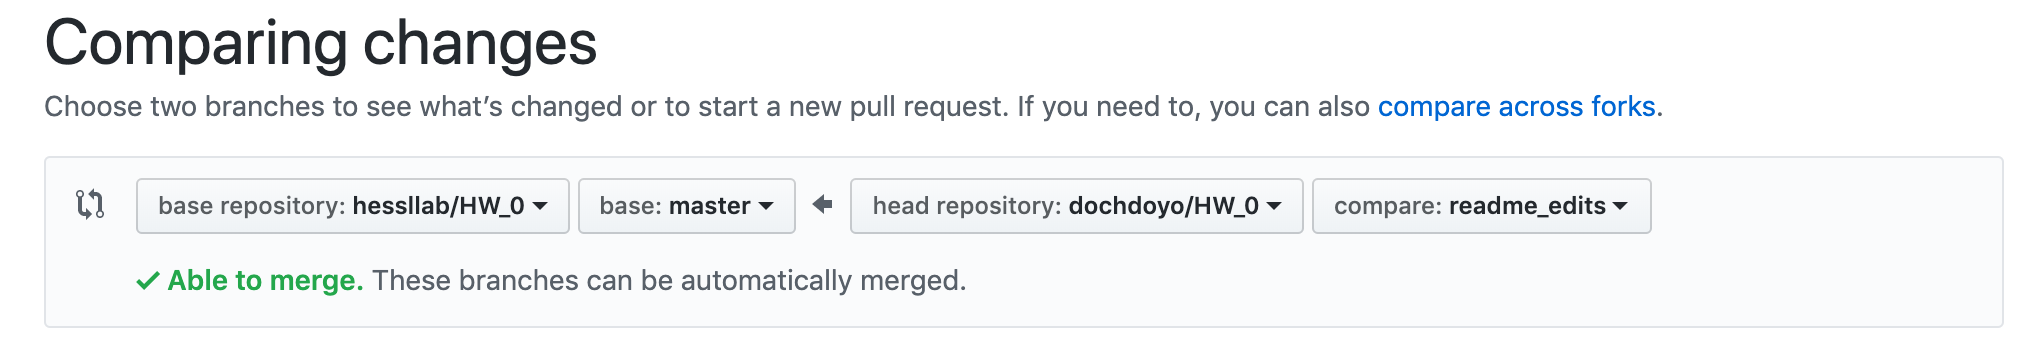 Comparing changes
Choose two branches to see what’s changed or to start a new pull request. If you need to, you can also compare across forks.
base repository: hessllab/HW_0 base: master head repository: dochdoyo/HW_0 compare: readme_edits
Able to merge. These branches can be automatically merged.